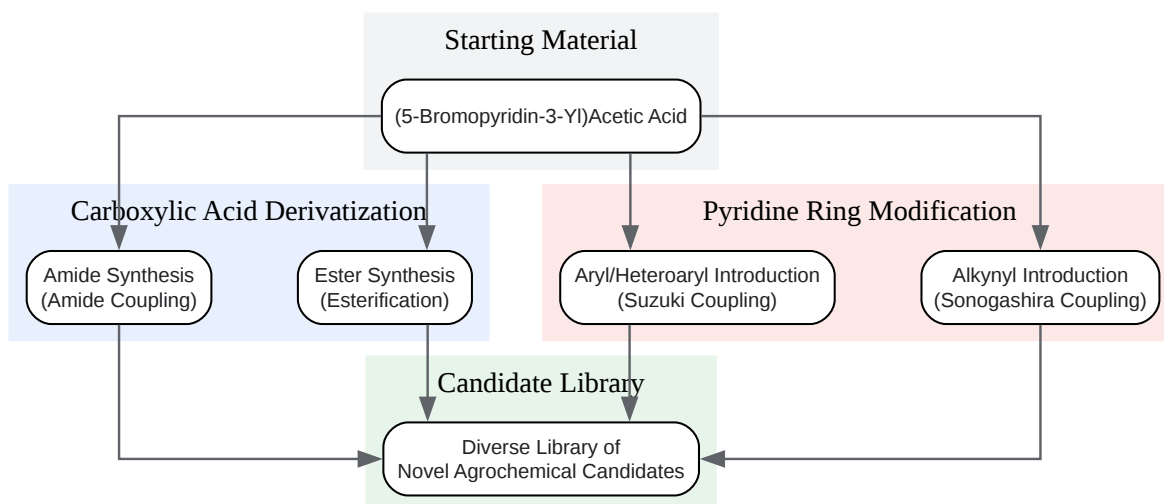 Starting Material
(5-Bromopyridin-3-Yl)Acetic Acid
Carboxylic Acid Derivatization
Pyridine Ring Modification
Amide Synthesis
(Amide Coupling)
Ester Synthesis
(Esterification)
Aryl/Heteroaryl Introduction
(Suzuki Coupling)
Alkynyl Introduction
(Sonogashira Coupling)
Candidate Library
Diverse Library of
Novel Agrochemical Candidates